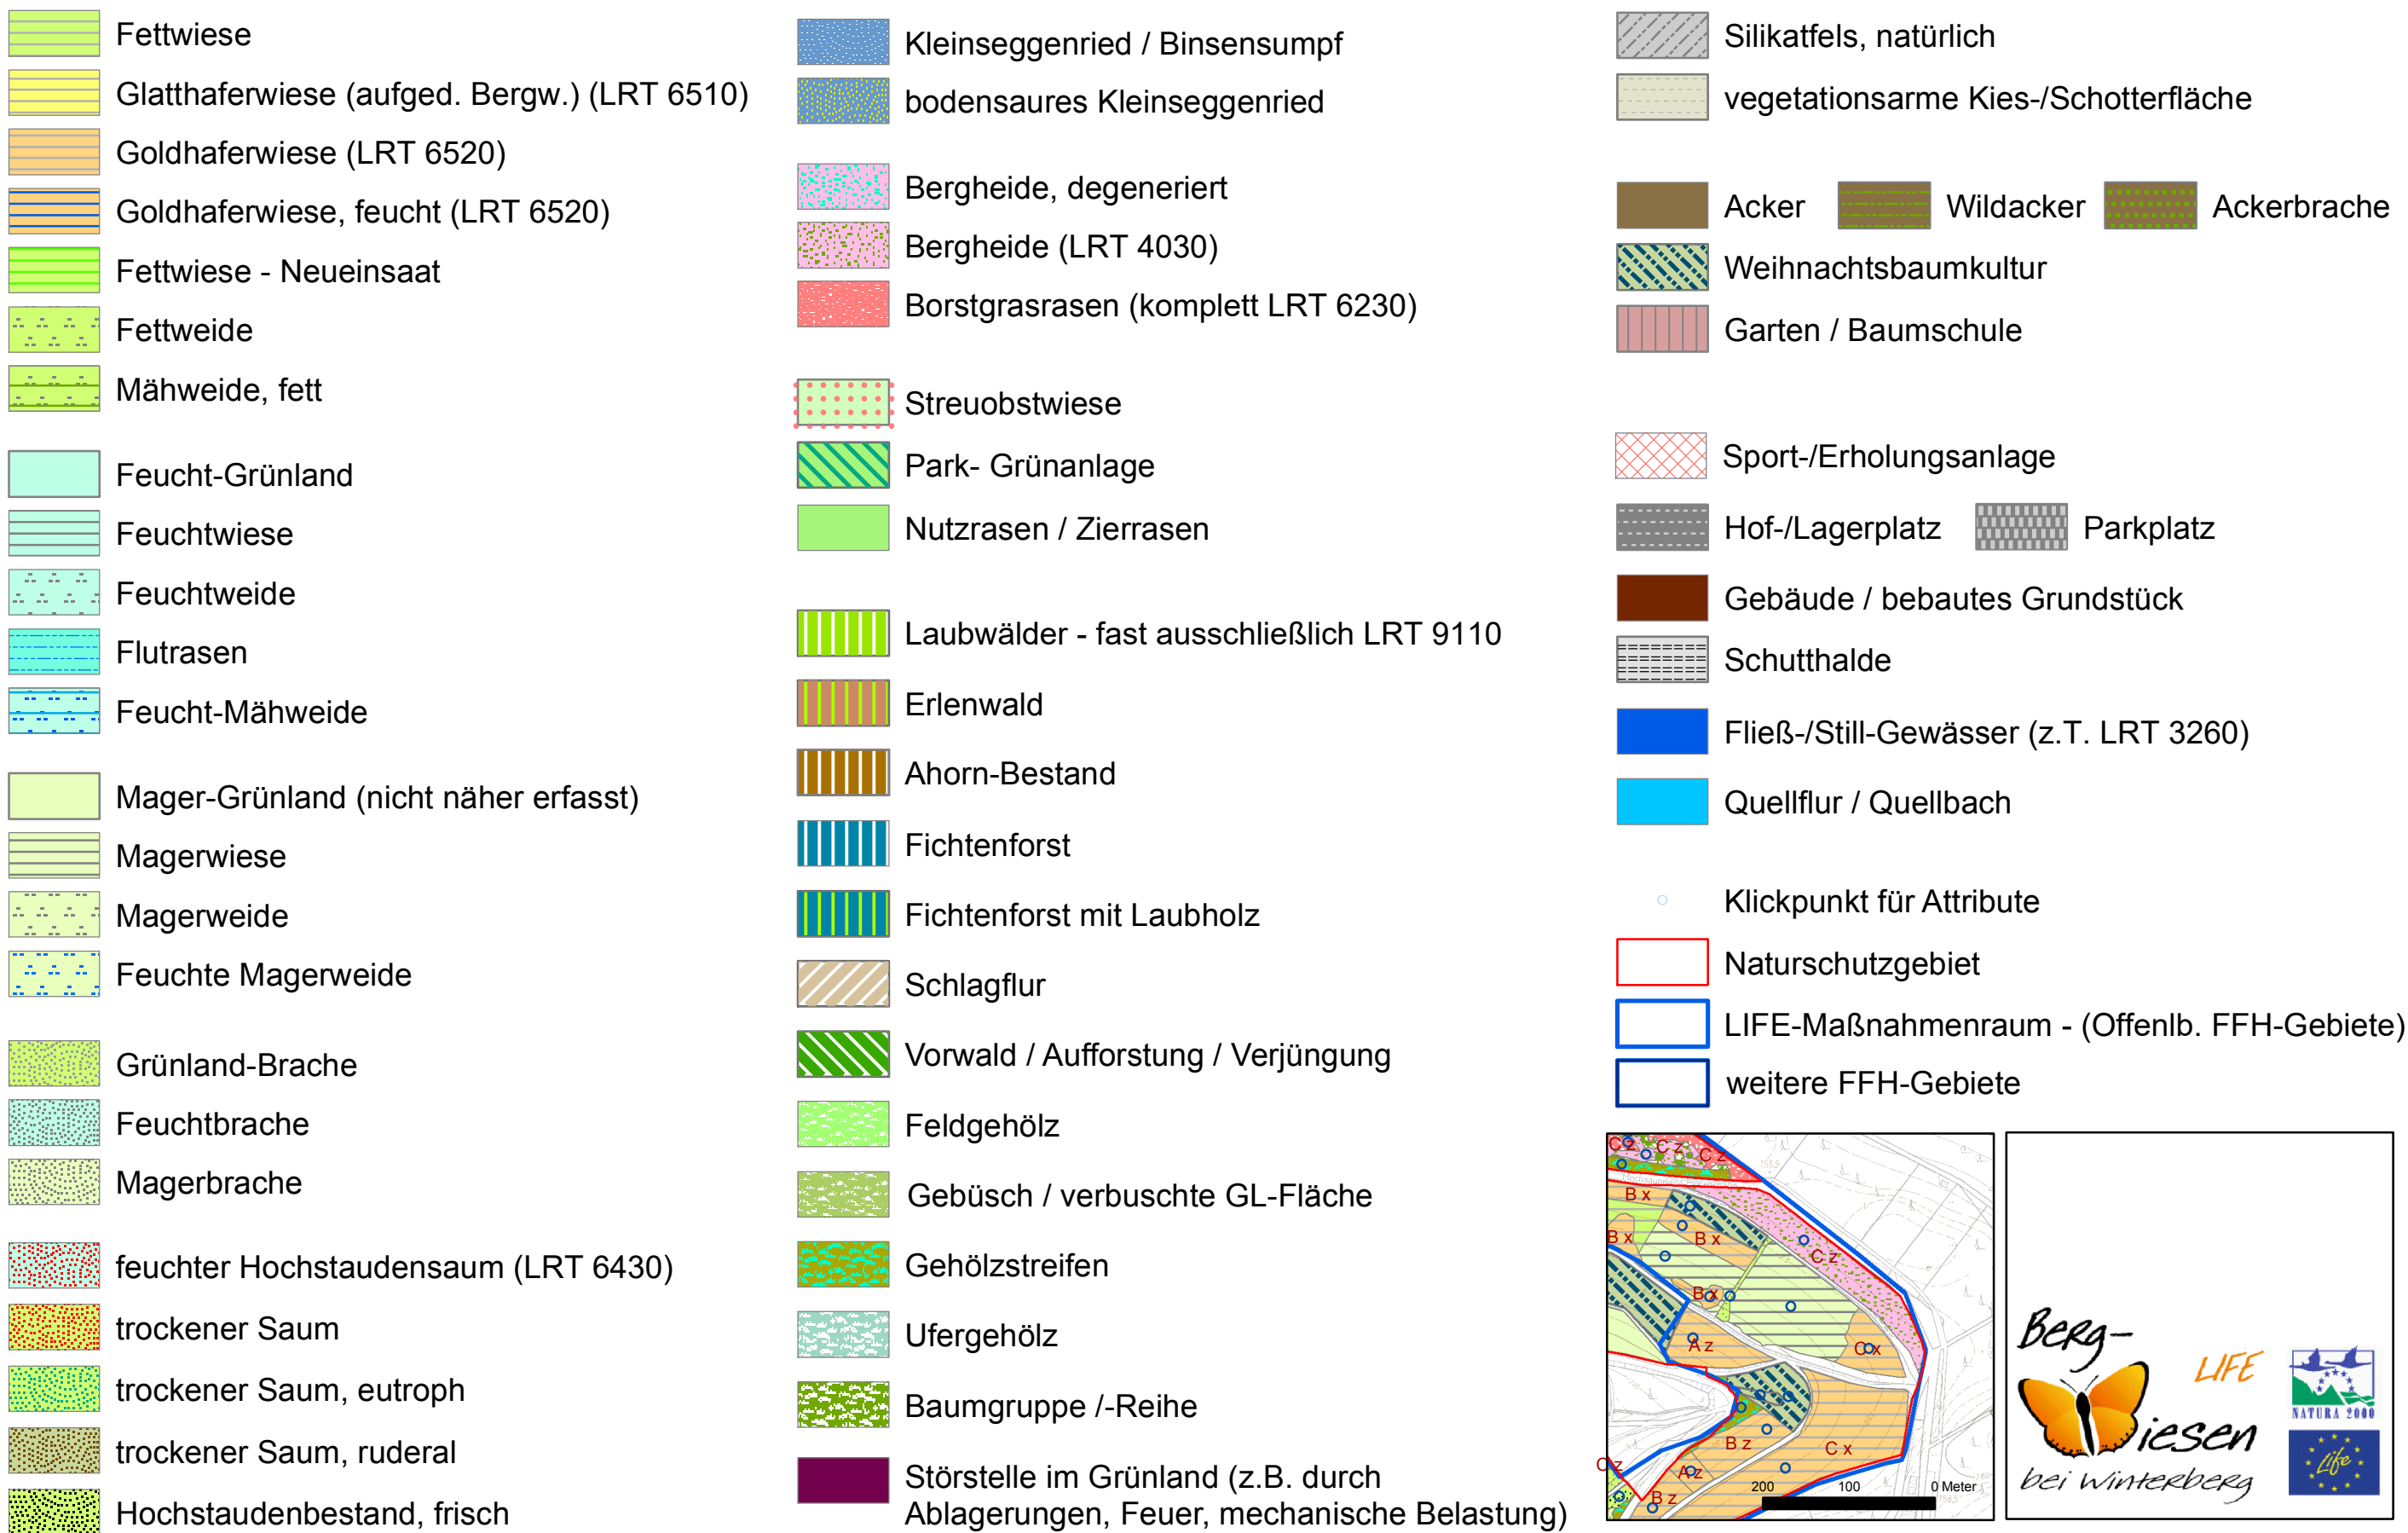 Fettwiese
Glatthaferwiese (aufged. Bergw.) (LRT 6510)
Goldhaferwiese (LRT 6520)
Goldhaferwiese, feucht (LRT 6520)
Fettwiese - Neueinsaat
Fettweide
Mähweide, fett
Feucht-Grünland
Feuchtwiese
Feuchtweide
Flutrasen
Feucht-Mähweide
Mager-Grünland (nicht näher erfasst)
Magerwiese
Magerweide
Feuchte Magerweide
Grünland-Brache
Feuchtbrache
Magerbrache
feuchter Hochstaudensaum (LRT 6430)
trockener Saum
trockener Saum, eutroph
trockener Saum, ruderal
Hochstaudenbestand, frisch
Kleinseggenried / Binsensumpf
bodensaures Kleinseggenried
Bergheide, degeneriert
Bergheide (LRT 4030)
Borstgrasrasen (komplett LRT 6230)
Streuobstwiese
Park- Grünanlage
Nutzrasen / Zierrasen
Laubwälder - fast ausschließlich LRT 9110
Erlenwald
Ahorn-Bestand
Fichtenforst
Fichtenforst mit Laubholz
Schlagflur
Vorwald / Aufforstung / Verjüngung
Feldgehölz
Gebüsch / verbuschte GL-Fläche
Gehölzstreifen
Ufergehölz
Baumgruppe /-Reihe
Störstelle im Grünland (z.B. durch
Ablagerungen, Feuer, mechanische Belastung)
Silikatfels, natürlich
vegetationsarme Kies-/Schotterfläche
Acker Wildacker Ackerbrache
Weihnachtsbaumkultur
Garten / Baumschule
Sport-/Erholungsanlage
Hof-/Lagerplatz Parkplatz
Gebäude / bebautes Grundstück
Schutthalde
Fließ-/Still-Gewässer (z.T. LRT 3260)
Quellflur / Quellbach
Klickpunkt für Attribute
Naturschutzgebiet
LIFE-Maßnahmenraum - (Offenlb. FFH-Gebiete)
weitere FFH-Gebiete
C z C z C z
755,5
B x
B x B x
C z
B x
A z C x
B z C x
C z A z
B z
200 100 0 Meter
Berg-
LIFE
Wiesen
bei Winterberg
NATURA 2000
Life